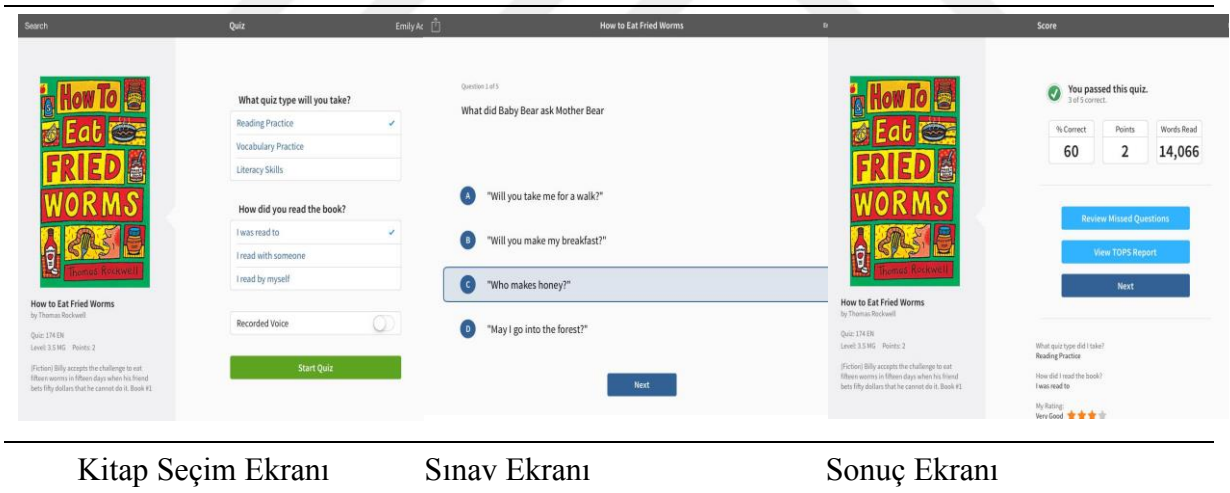 Search
Quiz
Emily Ac
How To
Eat
FRIED
WORMS
Thomas Rockwell
How to Eat Fried Worms
by Thomas Rockwell
Quiz: 174 EN
Level: 3.5 MG Points: 2
(Fiction) Billy accepts the challenge to eat
fifteen worms in fifteen days when his friend
bets fifty dollars that he cannot do it. Book #1
What quiz type will you take?
Reading Practice
Vocabulary Practice
Literacy Skills
How did you read the book?
I was read to
I read with someone
I read by myself
Recorded Voice
Start Quiz
How to Eat Fried Worms
Question 1 of 5
What did Baby Bear ask Mother Bear
A "Will you take me for a walk?"
B "Will you make my breakfast?"
C "Who makes honey?"
D "May I go into the forest?"
Next
Score
How To
Eat
FRIED
WORMS
Thomas Rockwell
How to Eat Fried Worms
by Thomas Rockwell
Quiz: 174 EN
Level: 3.5 MG Points: 2
(Fiction) Billy accepts the challenge to eat
fifteen worms in fifteen days when his friend
bets fifty dollars that he cannot do it. Book #1
You passed this quiz.
3 of 5 correct.
% Correct Points Words Read
60 2 14,066
Review Missed Questions
View TOPS Report
Next
What quiz type did I take?
Reading Practice
How did I read the book?
I was read to
My Rating:
Very Good
Kitap Seçim Ekranı Sınav Ekranı Sonuç Ekranı